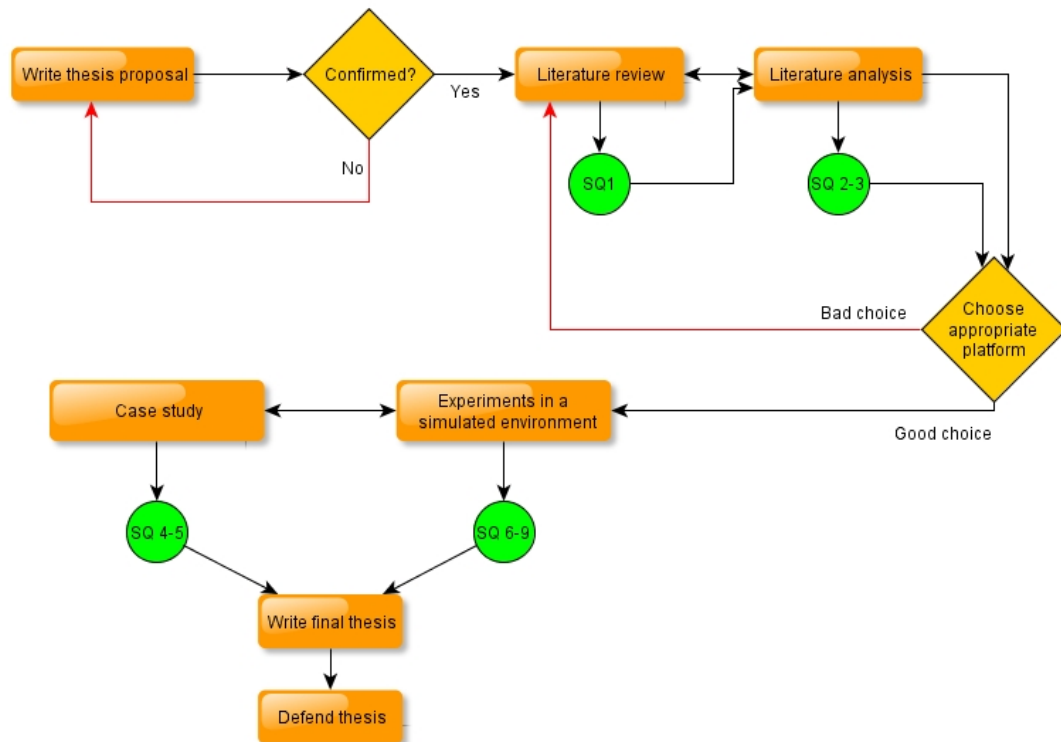 Write thesis proposal
Confirmed?
Yes
No
Literature review
Literature analysis
SQ1
SQ 2-3
Bad choice
Choose
appropriate
platform
Good choice
Case study
Experiments in a
simulated environment
SQ 4-5
SQ 6-9
Write final thesis
Defend thesis